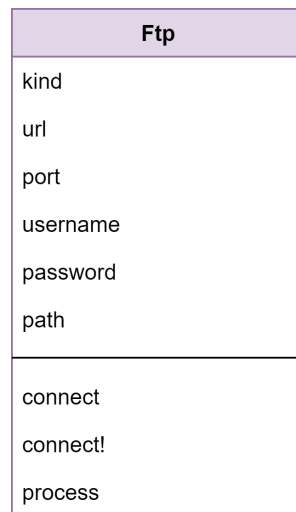 Ftp
kind
url
port
username
password
path
connect
connect!
process